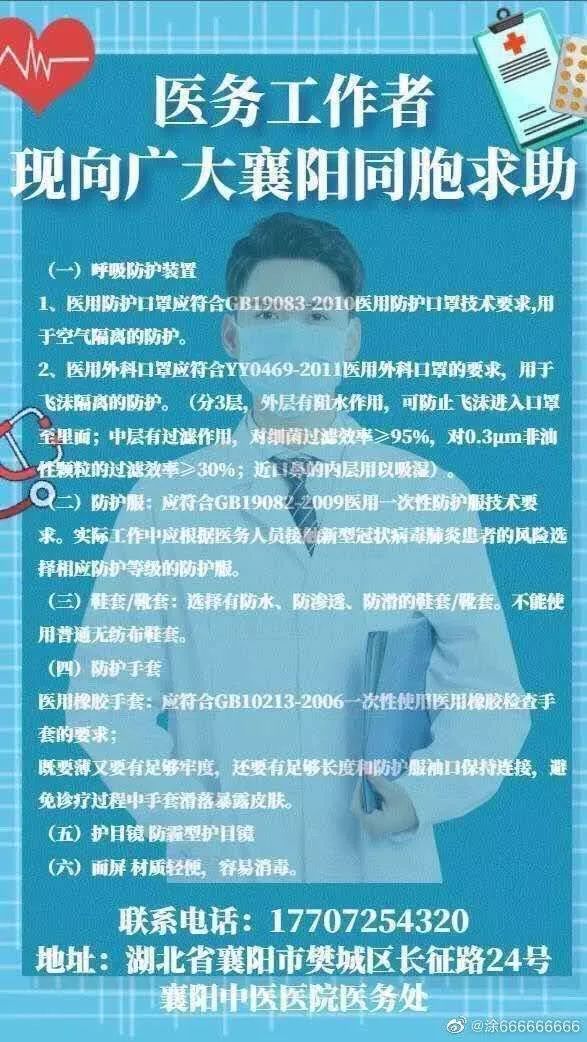 医务工作者
现向广大襄阳同胞求助
（一）呼吸防护装置
1、医用防护口罩应符合GB19083-2010医用防护口罩技术要求,用
于空气隔离的防护。
2、医用外科口罩应符合YY0469-2011医用外科口罩的要求，用于
飞沫隔离的防护。（分3层，外层有阻水作用，可防止飞沫进入口罩
至里面；中层有过滤作用，对细菌过滤效率≥95%，对0.3μm非油
性颗粒的过滤效率≥30%；近口鼻的内层用以吸湿）。
（二）防护服：应符合GB19082-2009医用一次性防护服技术要
求。实际工作中应根据医务人员接触新型冠状病毒肺炎患者的风险选
择相应防护等级的防护服。
（三）鞋套/靴套：选择有防水、防渗透、防滑的鞋套/靴套。不能使
用普通无纺布鞋套。
（四）防护手套
医用橡胶手套：应符合GB10213-2006一次性使用医用橡胶检查手
套的要求；
既要薄又要有足够牢度，还要有足够长度和防护服袖口保持连接，避
免诊疗过程中手套滑落暴露皮肤。
（五）护目镜 防雾型护目镜
（六）面屏 材质轻便，容易消毒。
联系电话：17707254320
地址：湖北省襄阳市樊城区长征路24号
襄阳中医医院医务处
@涂666666666